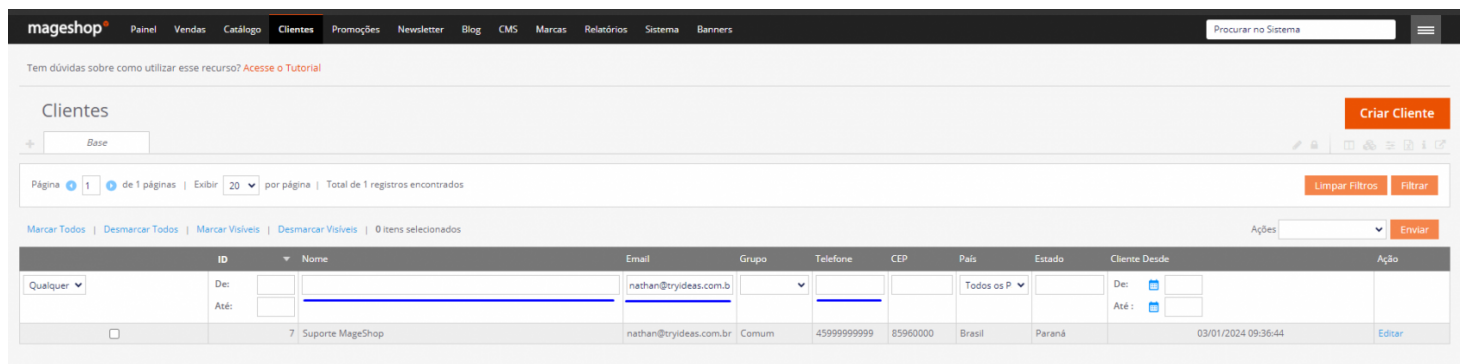 mageshop Painel Vendas Catálogo Clientes Promoções Newsletter Blog CMS Marcas Relatórios Sistema Banners Procurar no Sistema
Tem dúvidas sobre como utilizar esse recurso? Acesse o Tutorial
Clientes
Criar Cliente
Base
Página 1 de 1 páginas | Exibir 20 por página | Total de 1 registros encontrados Limpar Filtros Filtrar
Marcar Todos | Desmarcar Todos | Marcar Visíveis | Desmarcar Visíveis | 0 itens selecionados Ações Enviar
ID Nome Email Grupo Telefone CEP País Estado Cliente Desde Ação
Qualquer De: nathan@tryideas.com.b Todos os P De:
Até: Até :
7 Suporte MageShop nathan@tryideas.com.br Comum 45999999999 85960000 Brasil Paraná 03/01/2024 09:36:44 Editar